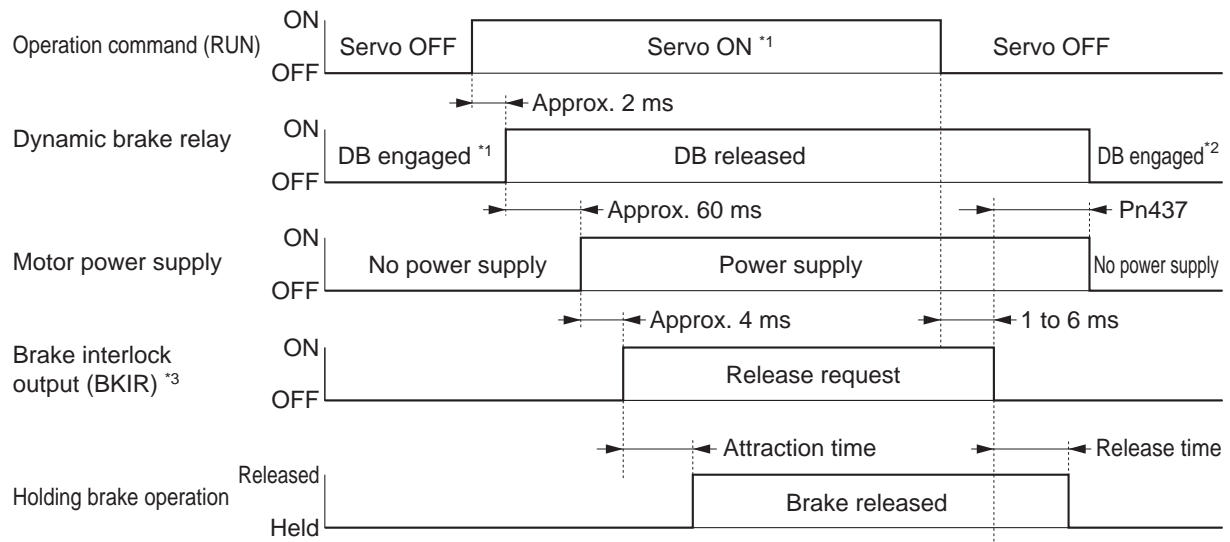 Operation command (RUN)
ON
OFF
Servo OFF
Servo ON *1
Servo OFF
Approx. 2 ms
Dynamic brake relay
ON
OFF
DB engaged *1
DB released
DB engaged*2
Approx. 60 ms
Pn437
Motor power supply
ON
OFF
No power supply
Power supply
No power supply
Approx. 4 ms
1 to 6 ms
Brake interlock
output (BKIR) *3
ON
OFF
Release request
Attraction time
Release time
Holding brake operation
Released
Held
Brake released